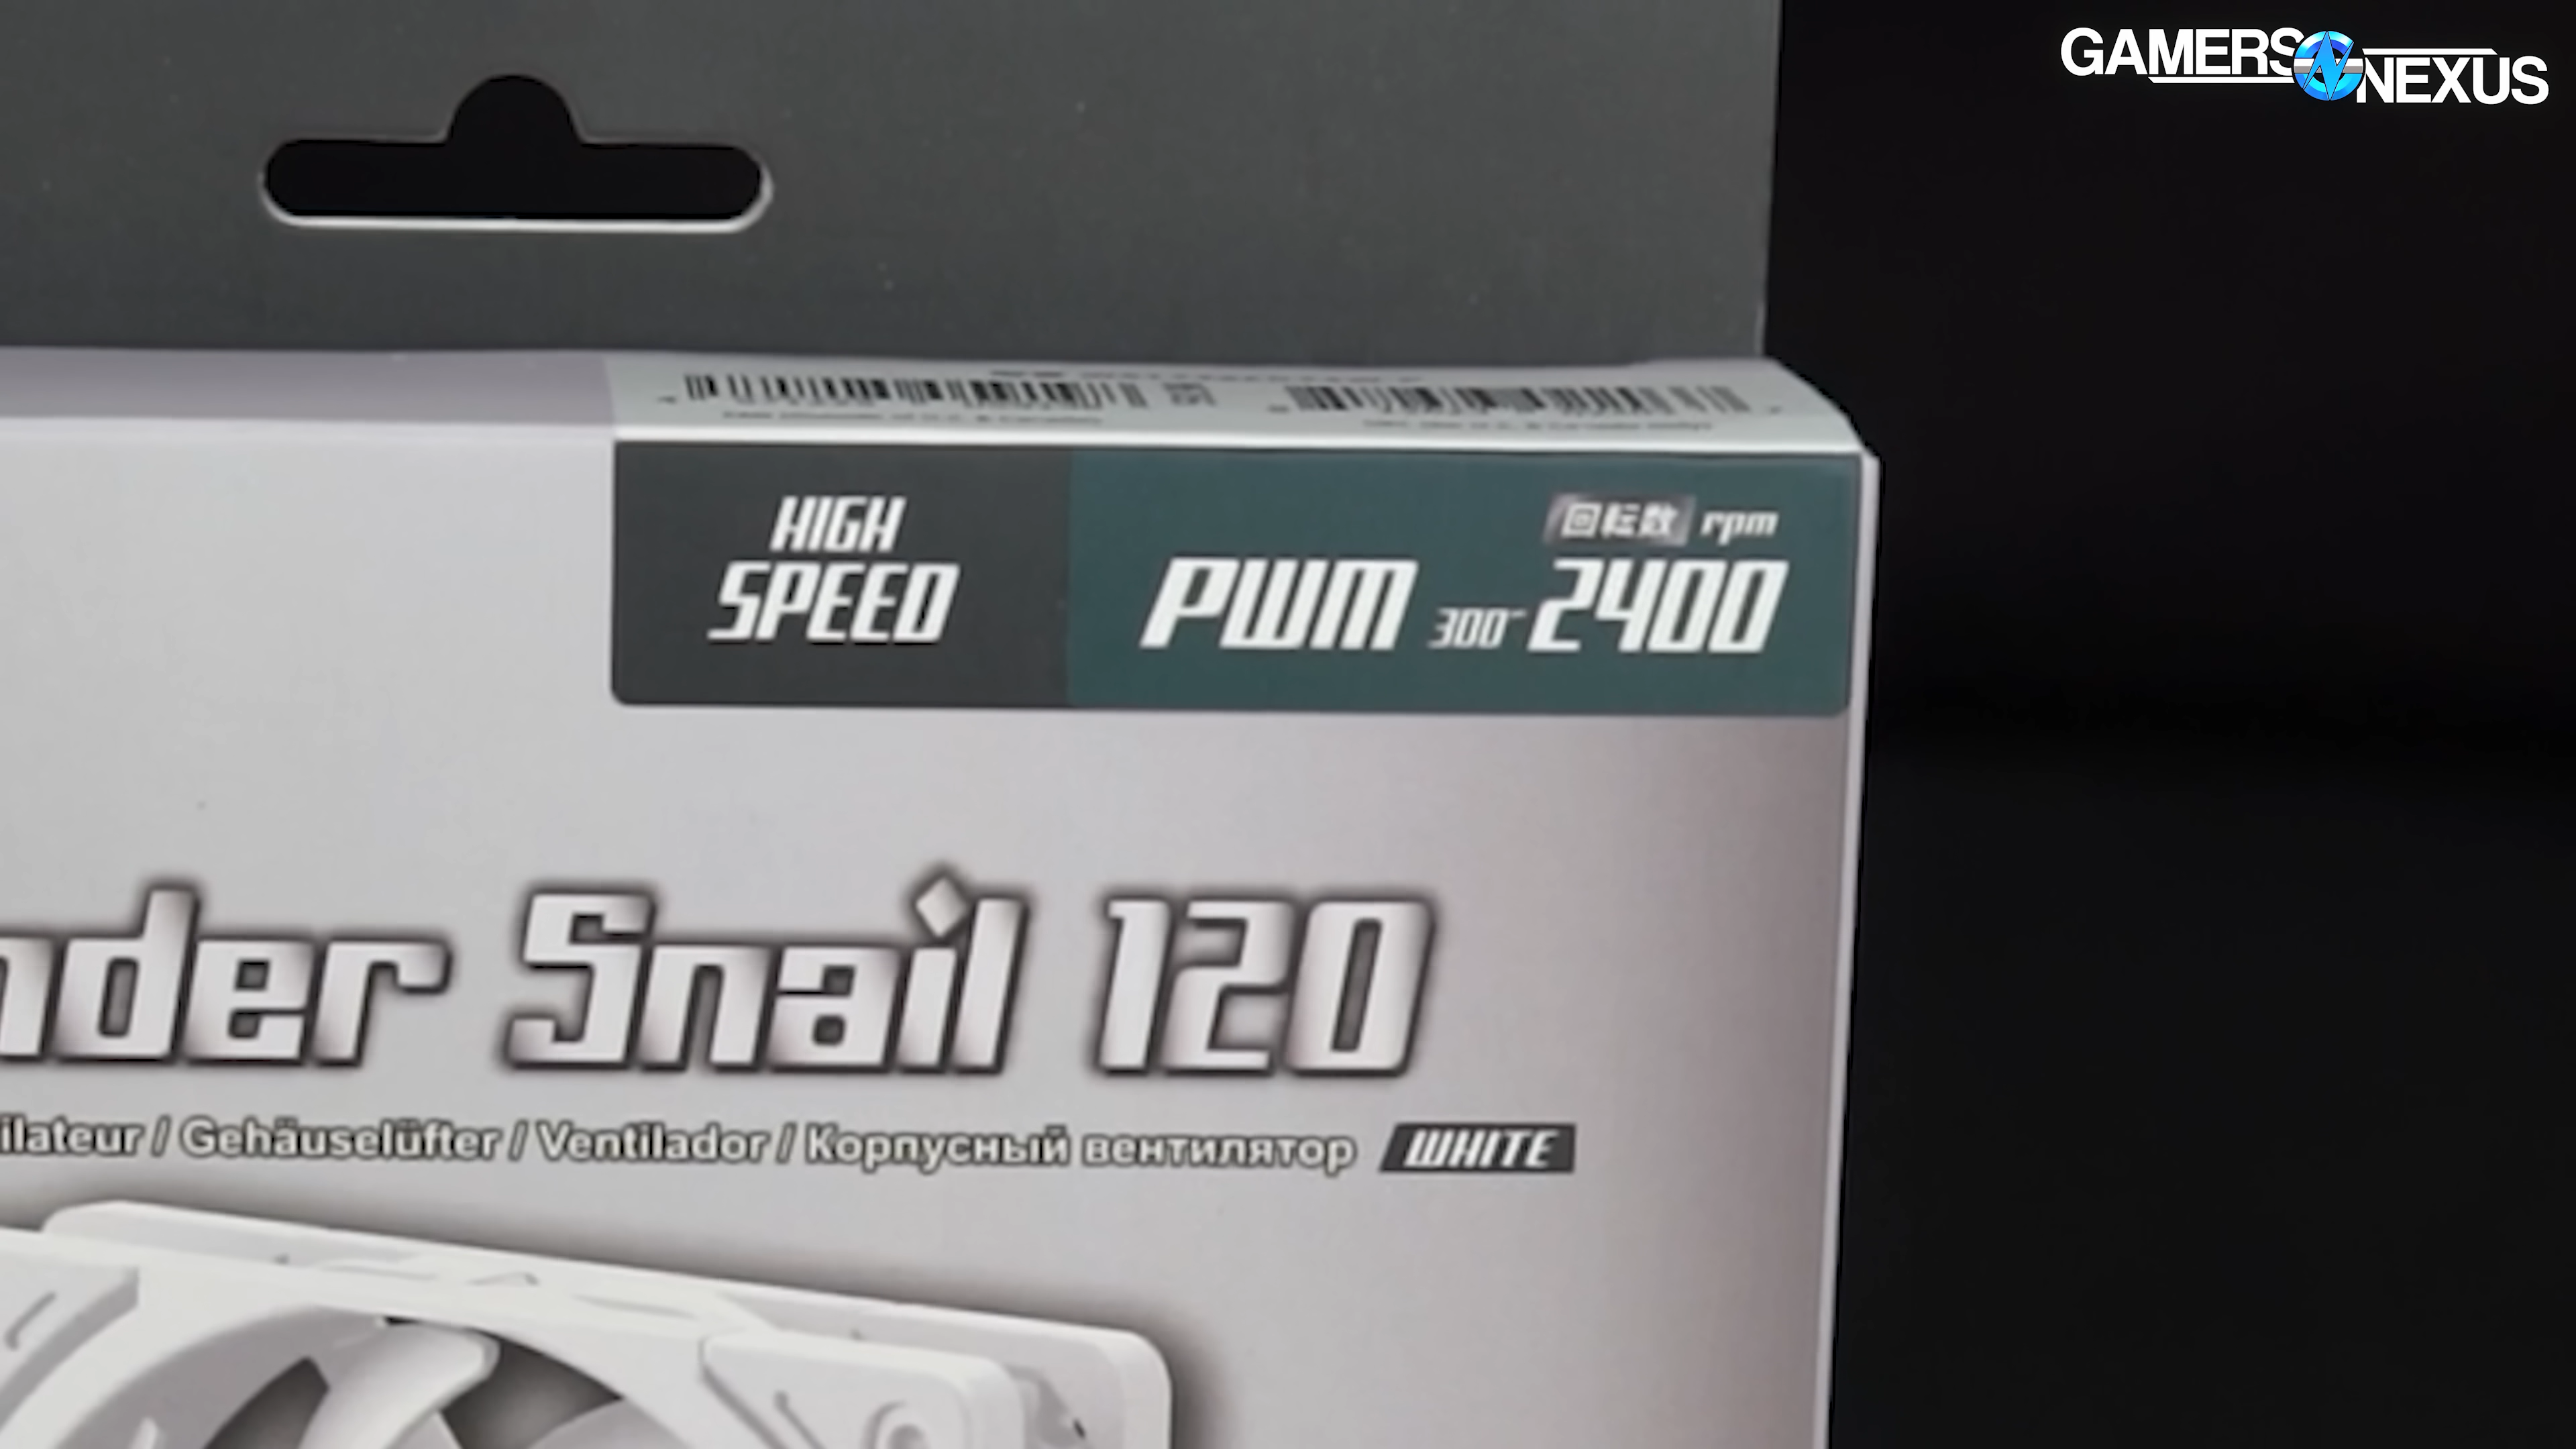 GAMERS NEXUS
HIGH
SPEED
回転数 rpm
PWM 300~2400
nder Snail 120
ilateur / Gehäuselüfter / Ventilador / Корпусный вентилятор WHITE